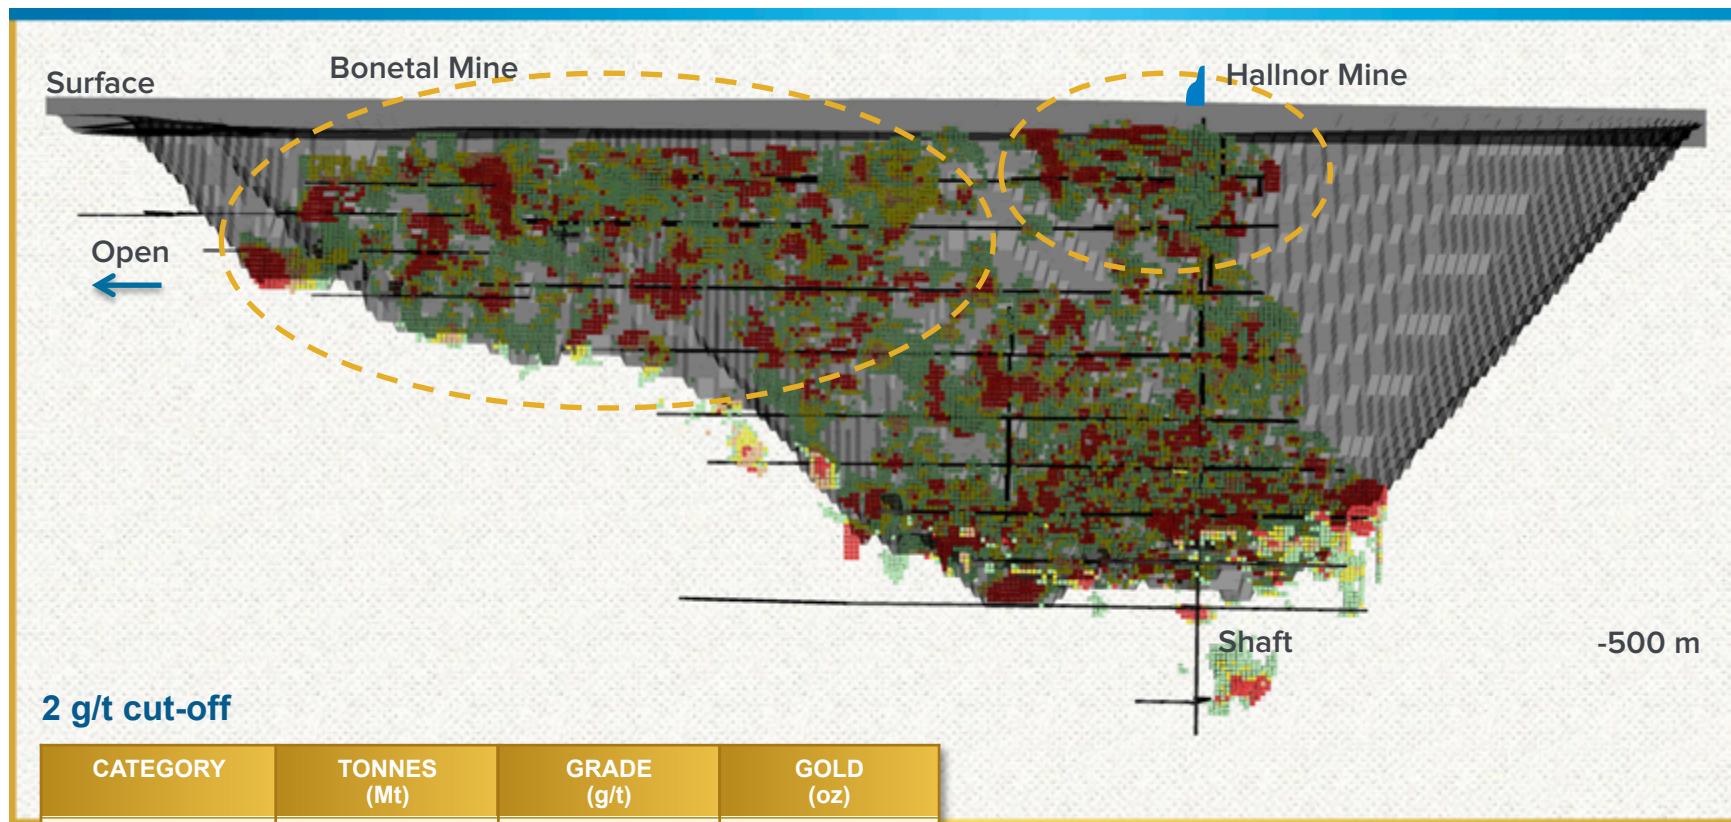 Surface
Bonetal Mine
Hallnor Mine
Open
Shaft
-500 m
2 g/t cut-off
CATEGORY
TONNES
(Mt)
GRADE
(g/t)
GOLD
(oz)